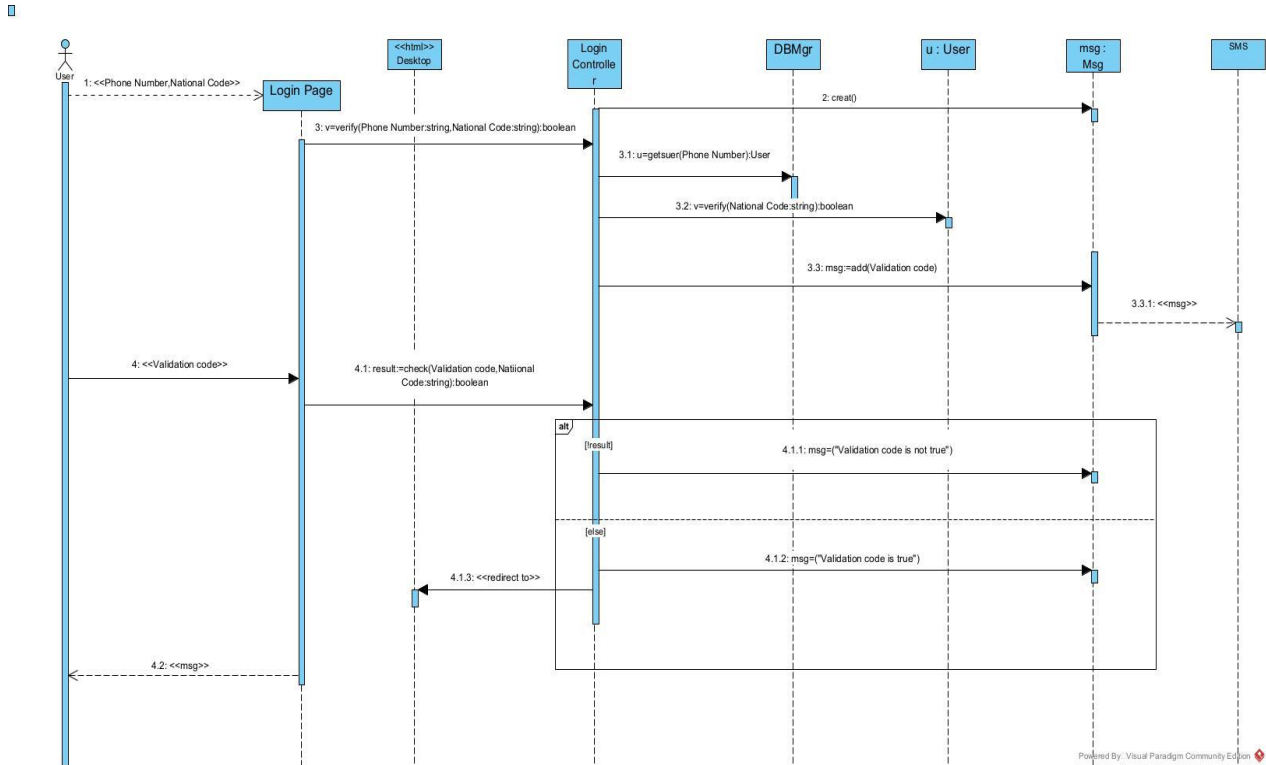 <<html>>
Desktop
Login
Controlle
r
DBMgr
u : User
msg :
Msg
SMS
User
1: <<Phone Number,National Code>>
Login Page
2: creat()
3: v=verify(Phone Number:string,National Code:string):boolean
3.1: u=getsuer(Phone Number):User
3.2: v=verify(National Code:string):boolean
3.3: msg:=add(Validation code)
3.3.1: <<msg>>
4: <<Validation code>>
4.1: result:=check(Validation code,Natiional
Code:string):boolean
alt
[!result]
4.1.1: msg=("Validation code is not true")
[else]
4.1.2: msg=("Validation code is true")
4.1.3: <<redirect to>>
4.2: <<msg>>
Powered By: Visual Paradigm Community Edition